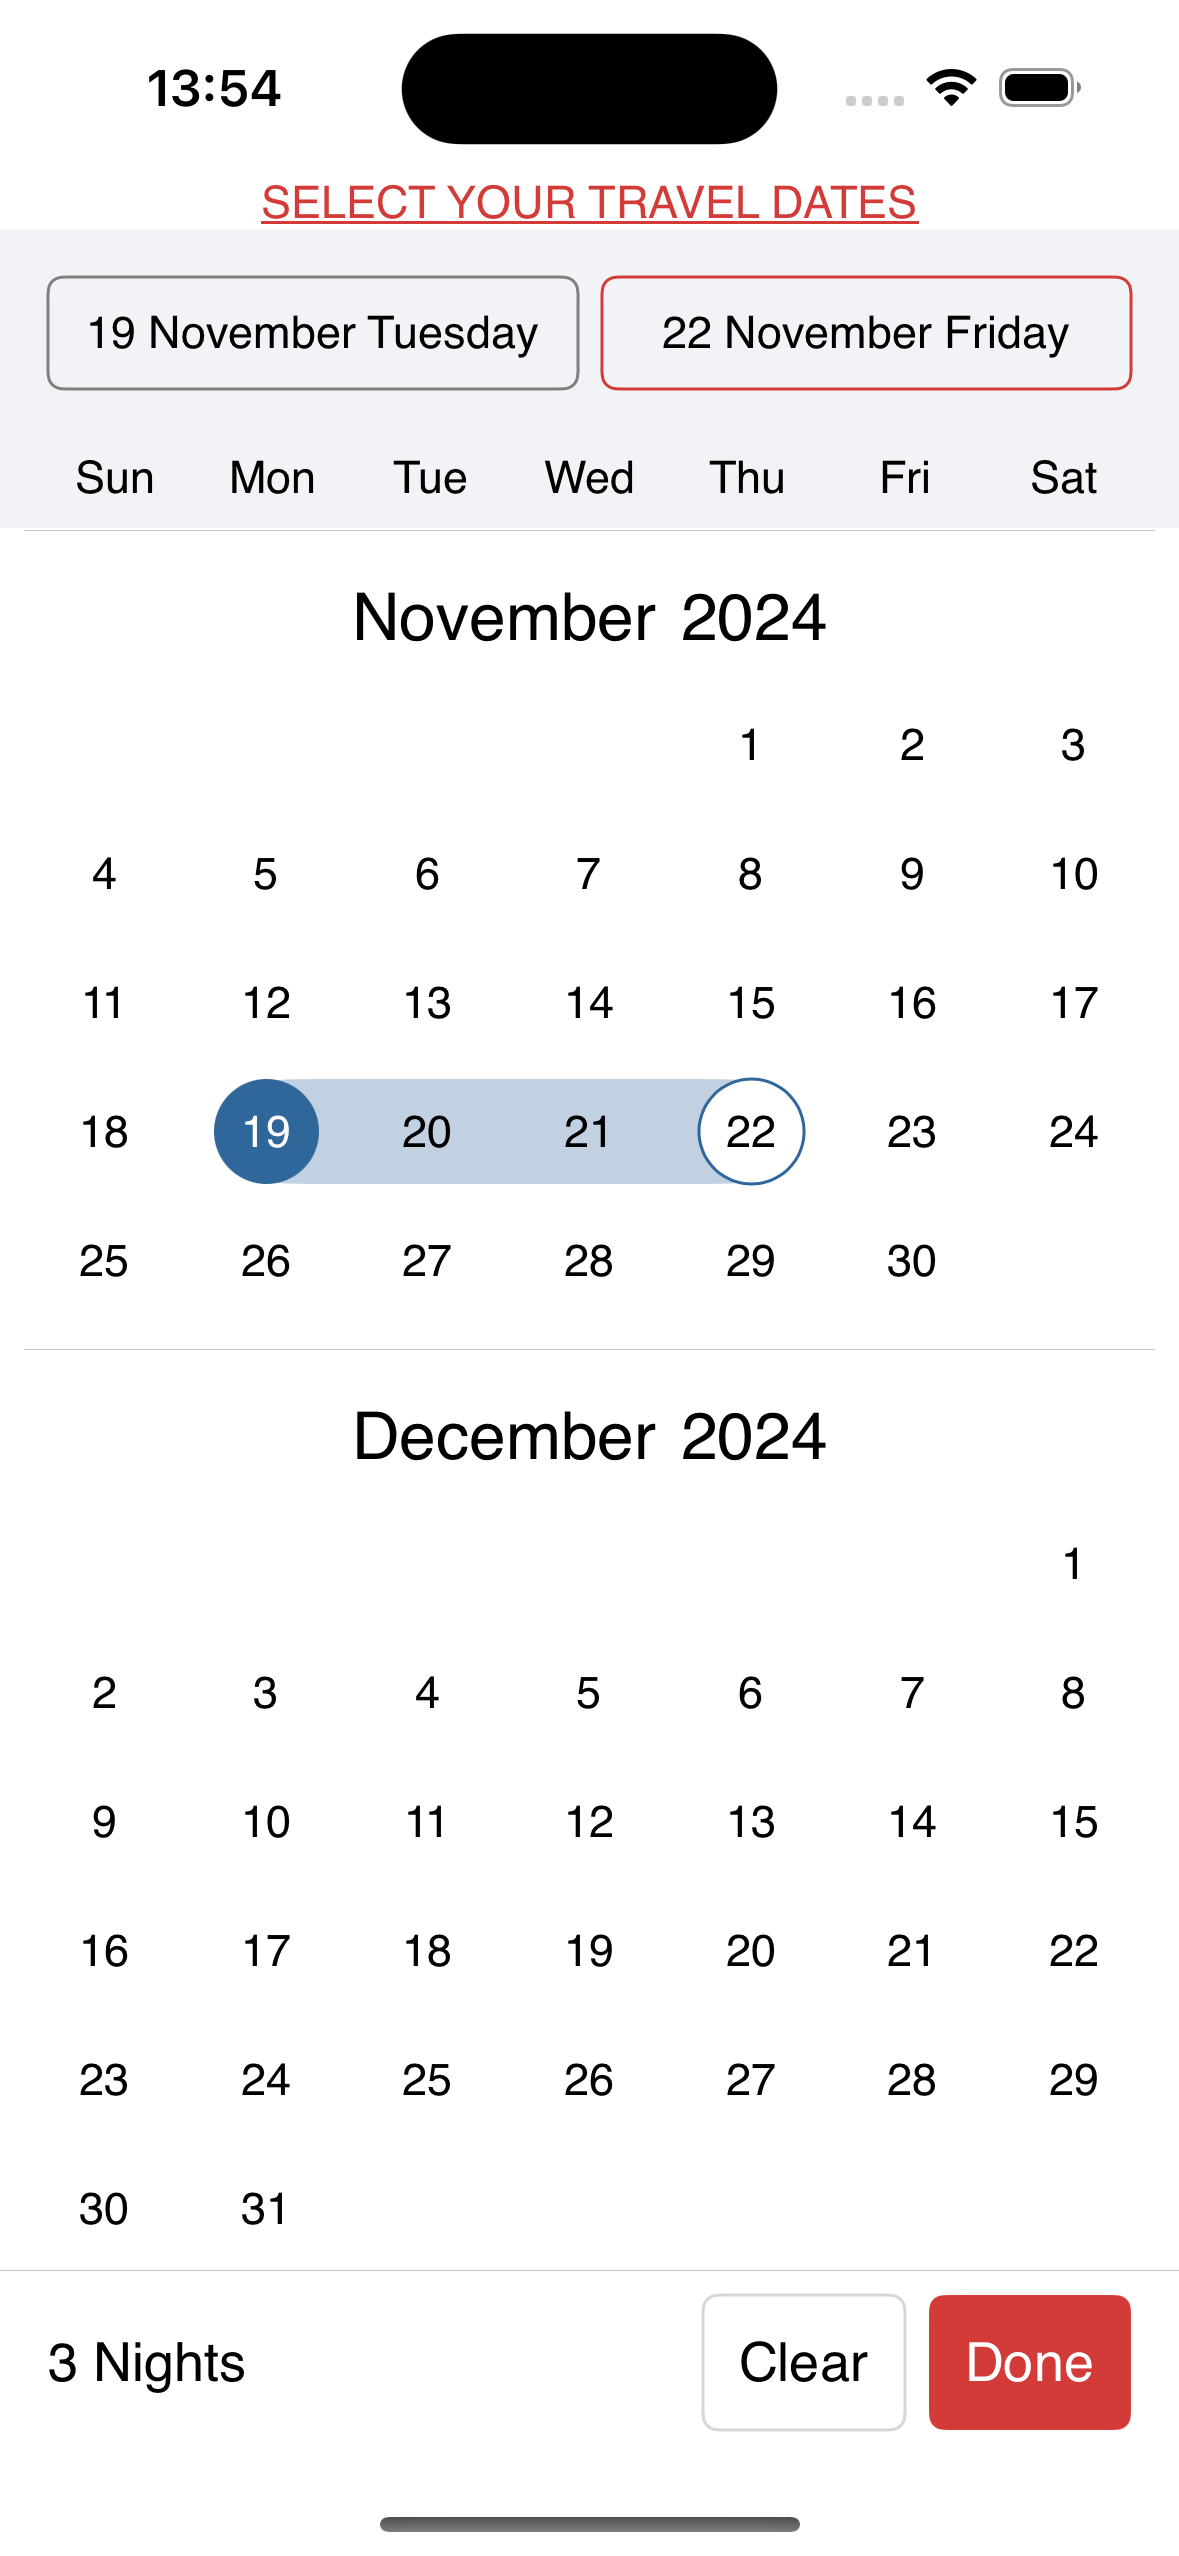 13:54
SELECT YOUR TRAVEL DATES
19 November Tuesday 22 November Friday
Sun Mon Tue Wed Thu Fri Sat
November 2024
1 2 3
4 5 6 7 8 9 10
11 12 13 14 15 16 17
18 19 20 21 22 23 24
25 26 27 28 29 30
December 2024
1
2 3 4 5 6 7 8
9 10 11 12 13 14 15
16 17 18 19 20 21 22
23 24 25 26 27 28 29
30 31
3 Nights Clear Done